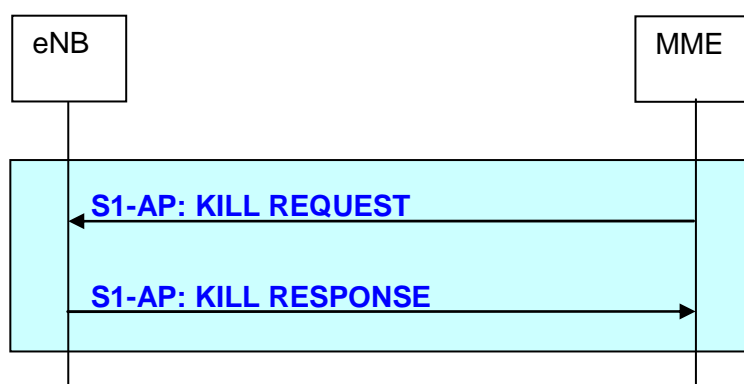 eNB
MME
S1-AP: KILL REQUEST
S1-AP: KILL RESPONSE